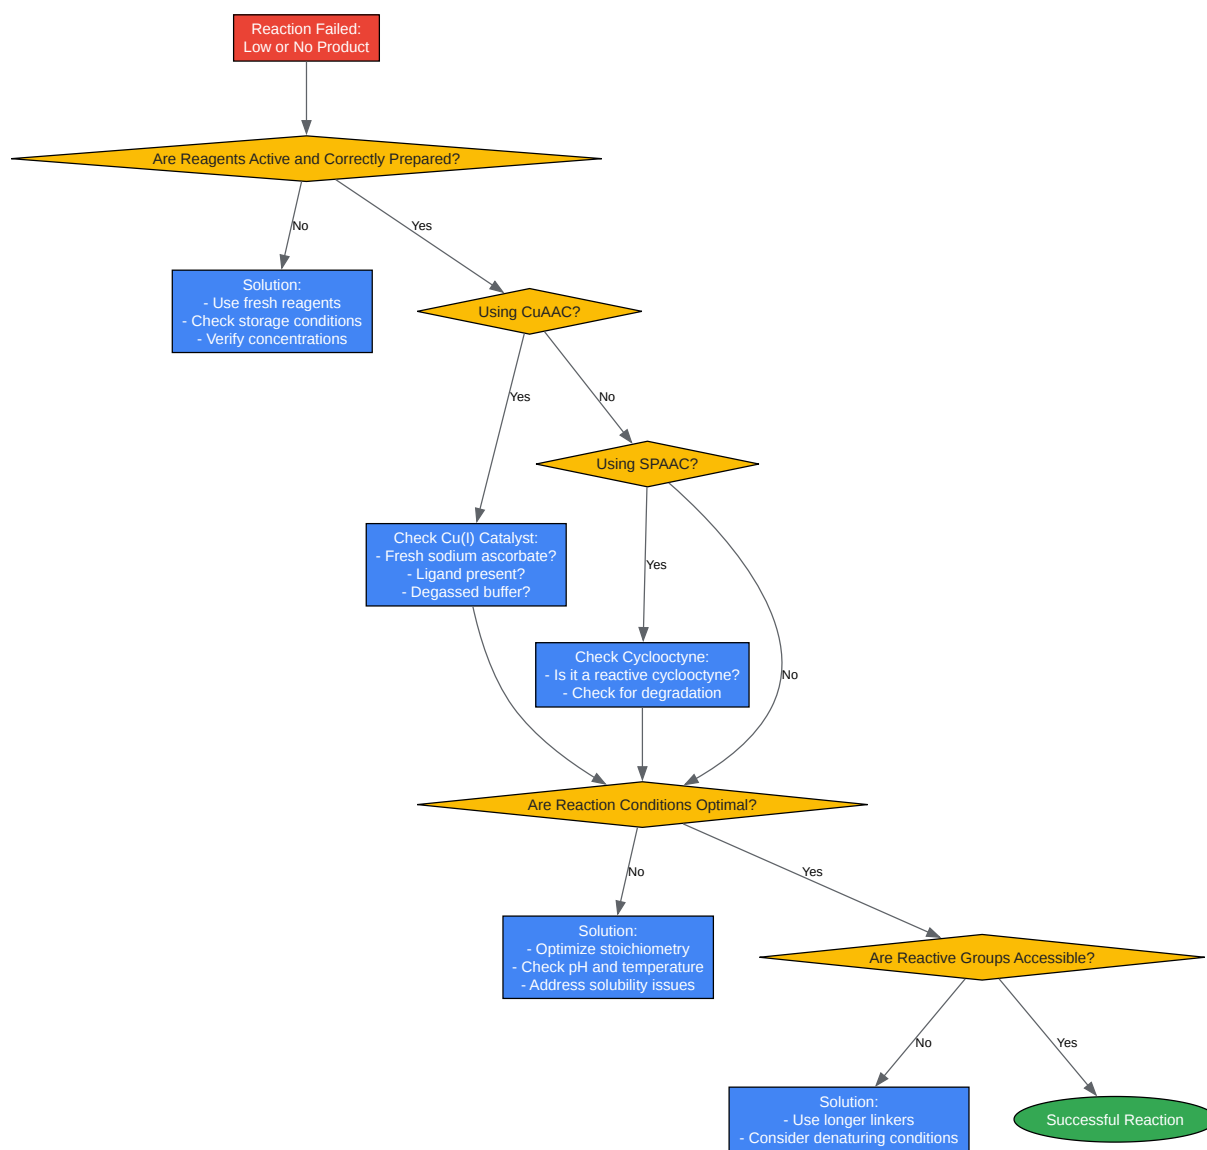 Reaction Failed:
Low or No Product
Are Reagents Active and Correctly Prepared?
No
Yes
Solution:
- Use fresh reagents
- Check storage conditions
- Verify concentrations
Using CuAAC?
Yes
No
Using SPAAC?
Check Cu(I) Catalyst:
- Fresh sodium ascorbate?
- Ligand present?
- Degassed buffer?
Yes
No
Check Cyclooctyne:
- Is it a reactive cyclooctyne?
- Check for degradation
Are Reaction Conditions Optimal?
No
Yes
Solution:
- Optimize stoichiometry
- Check pH and temperature
- Address solubility issues
Are Reactive Groups Accessible?
No
Yes
Solution:
- Use longer linkers
- Consider denaturing conditions
Successful Reaction